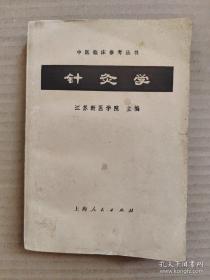 中医临床参考丛书
针灸学
江苏新医学院 主编
上海人民出版社